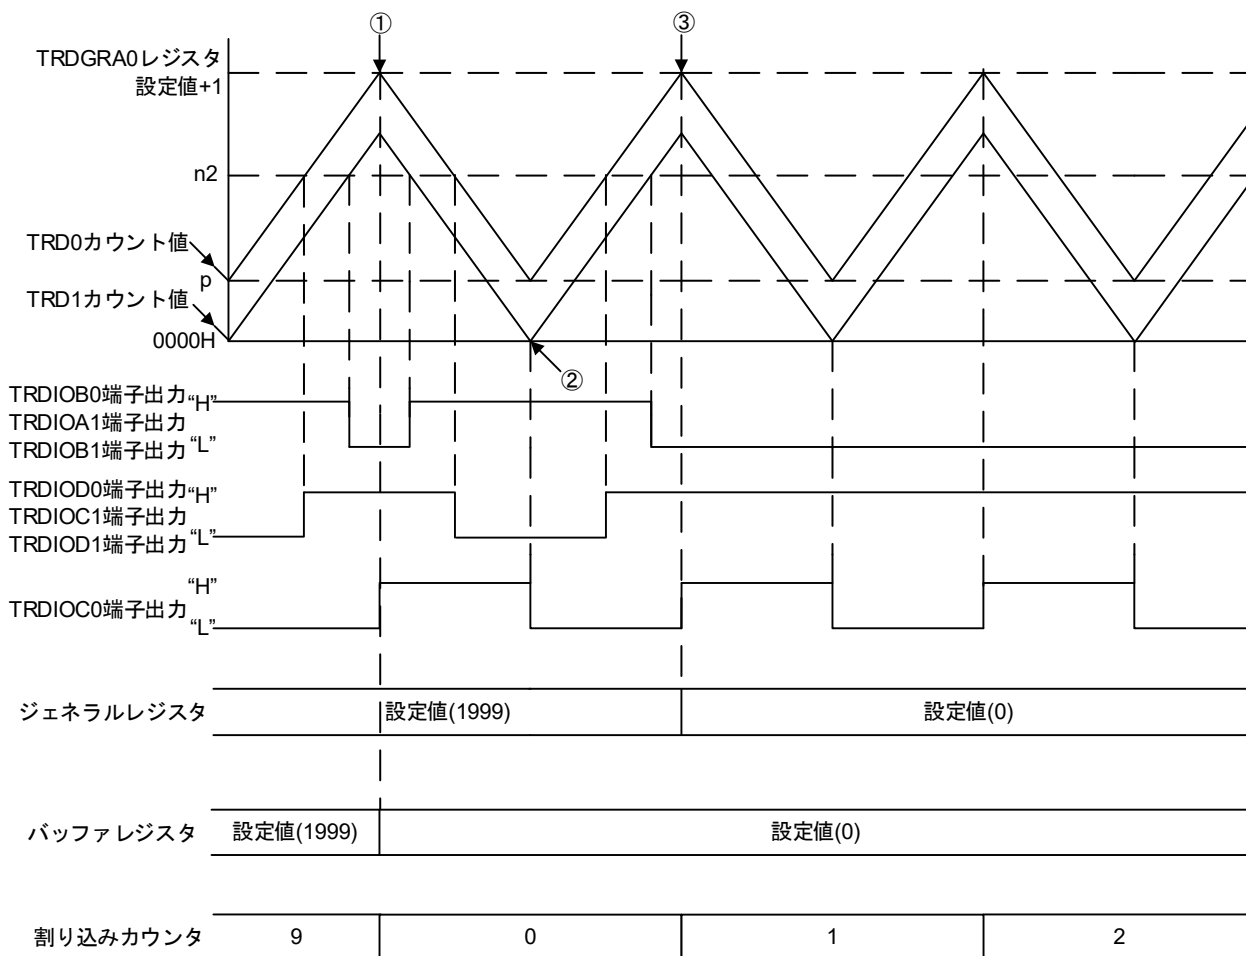 ①
③
TRDGRA0レジスタ
設定値+1
n2
TRD0カウント値
p
TRD1カウント値
0000H
②
TRDIOB0端子出力 “H”
TRDIOA1端子出力
TRDIOB1端子出力 “L”
TRDIOD0端子出力 “H”
TRDIOC1端子出力
TRDIOD1端子出力 “L”
“H”
TRDIOC0端子出力
“L”
ジェネラルレジスタ 設定値(1999) 設定値(0)
バッファレジスタ 設定値(1999) 設定値(0)
割り込みカウンタ 9 0 1 2